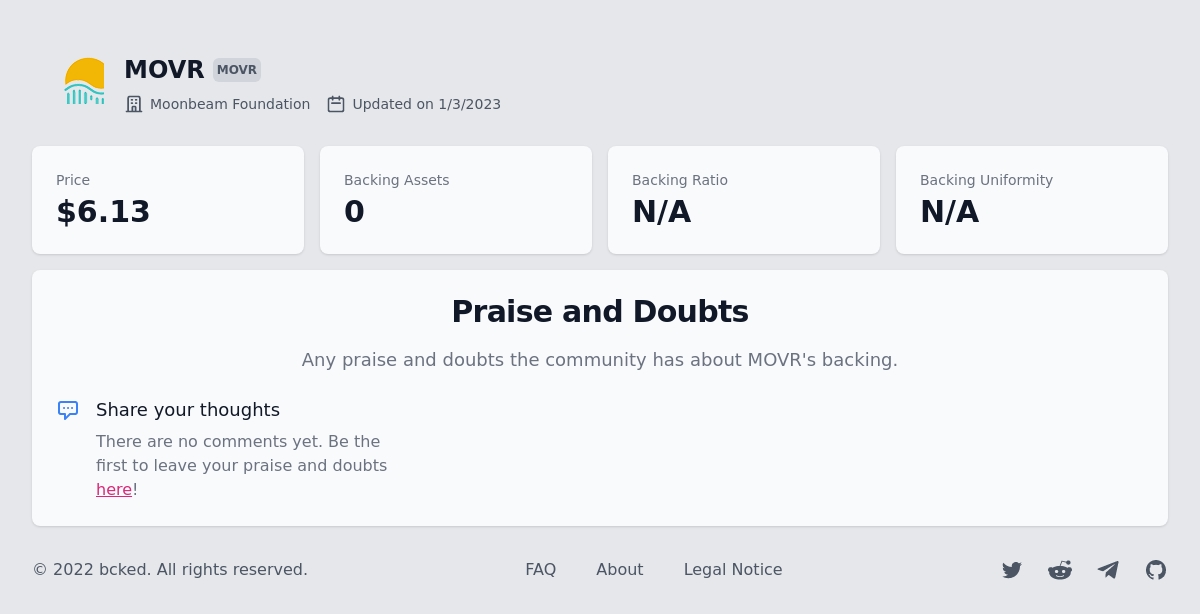 MOVR MOVR
Moonbeam Foundation Updated on 1/3/2023
Price
$6.13
Backing Assets
0
Backing Ratio
N/A
Backing Uniformity
N/A
Praise and Doubts
Any praise and doubts the community has about MOVR's backing.
Share your thoughts
There are no comments yet. Be the
first to leave your praise and doubts
here!
© 2022 bcked. All rights reserved. FAQ About Legal Notice